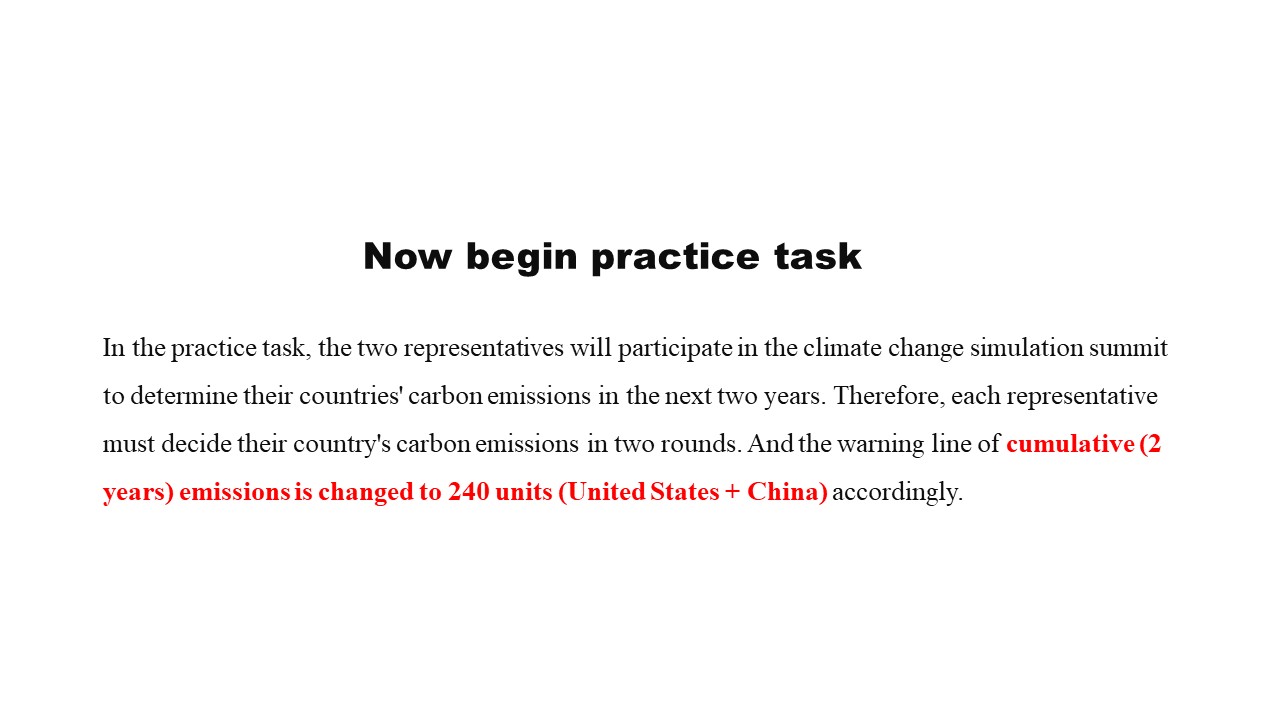 Now begin practice task
In the practice task, the two representatives will participate in the climate change simulation summit
to determine their countries' carbon emissions in the next two years. Therefore, each representative
must decide their country's carbon emissions in two rounds. And the warning line of cumulative (2
years) emissions is changed to 240 units (United States + China) accordingly.